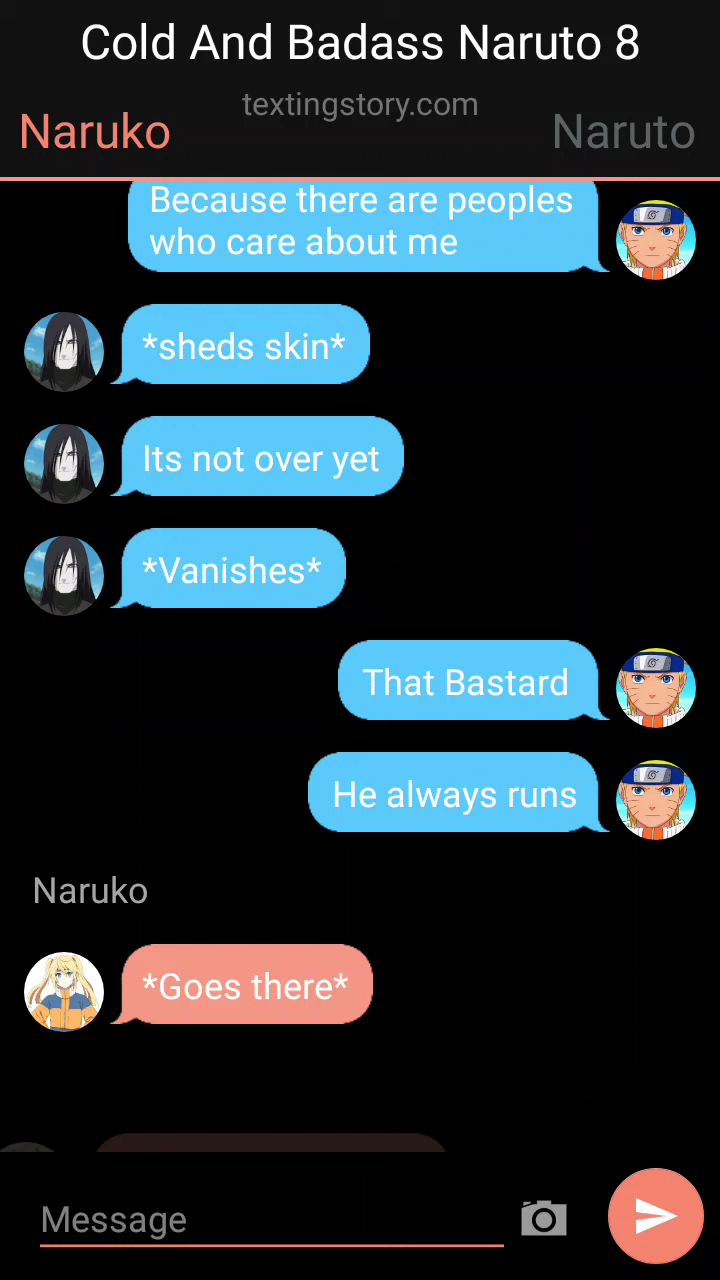 Cold And Badass Naruto 8
textingstory.com
Naruko
Naruto
Because there are peoples
who care about me
*sheds skin*
Its not over yet
*Vanishes*
That Bastard
He always runs
Naruko
*Goes there*
Message